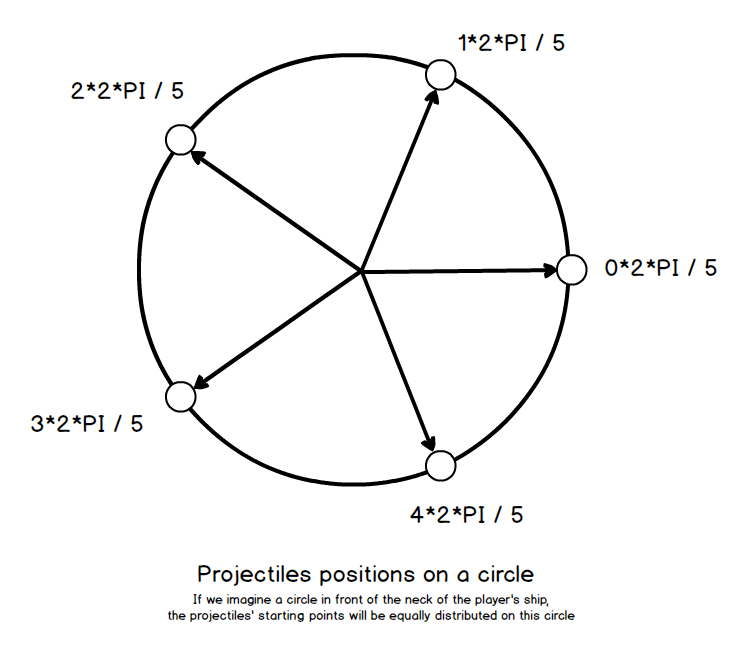 1*2*PI / 5
2*2*PI / 5
0*2*PI / 5
3*2*PI / 5
4*2*PI / 5
Projectiles positions on a circle
If we imagine a circle in front of the neck of the player's ship,
the projectiles' starting points will be equally distributed on this circle